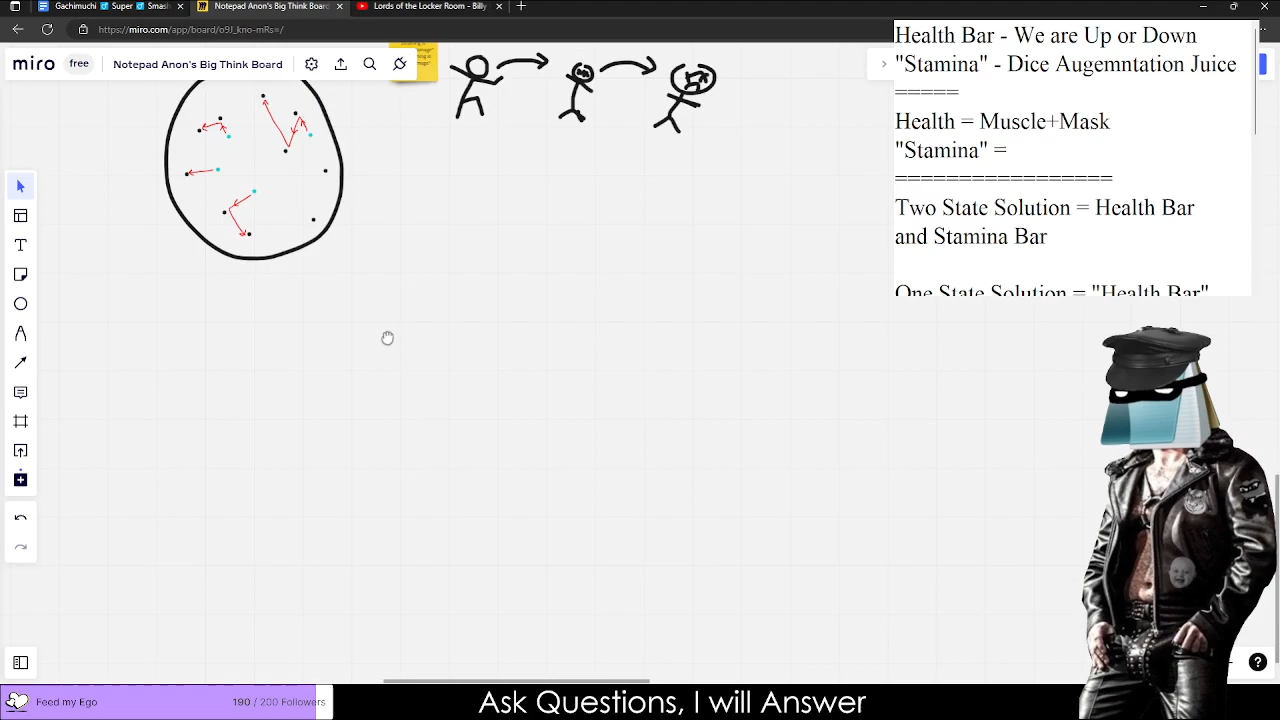 Gachimuchi
Super
Smash
Notepad Anon's Big Think Board
Lords of the Locker Room - Billy
https://miro.com/app/board/o9J_kno-mRs=/
miro
free
Notepad Anon's Big Think Board
Health Bar - We are Up or Down
"Stamina" - Dice Augemntation Juice
=====
Health = Muscle+Mask
"Stamina" =
=================
Two State Solution = Health Bar
and Stamina Bar
One State Solution = "Health Bar"
Feed my Ego
190 / 200 Followers
Ask Questions, I will Answer